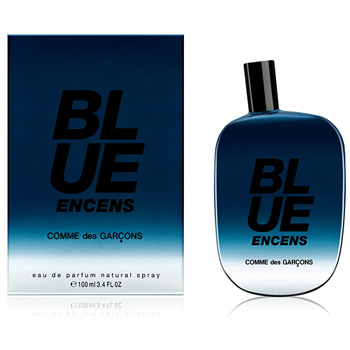 BL
UE
ENCENS
COMME des GARÇONS
eau de parfum natural spray
℮ 100 ml 3.4 FL OZ
BL
UE
ENCENS
COMME des GARÇONS